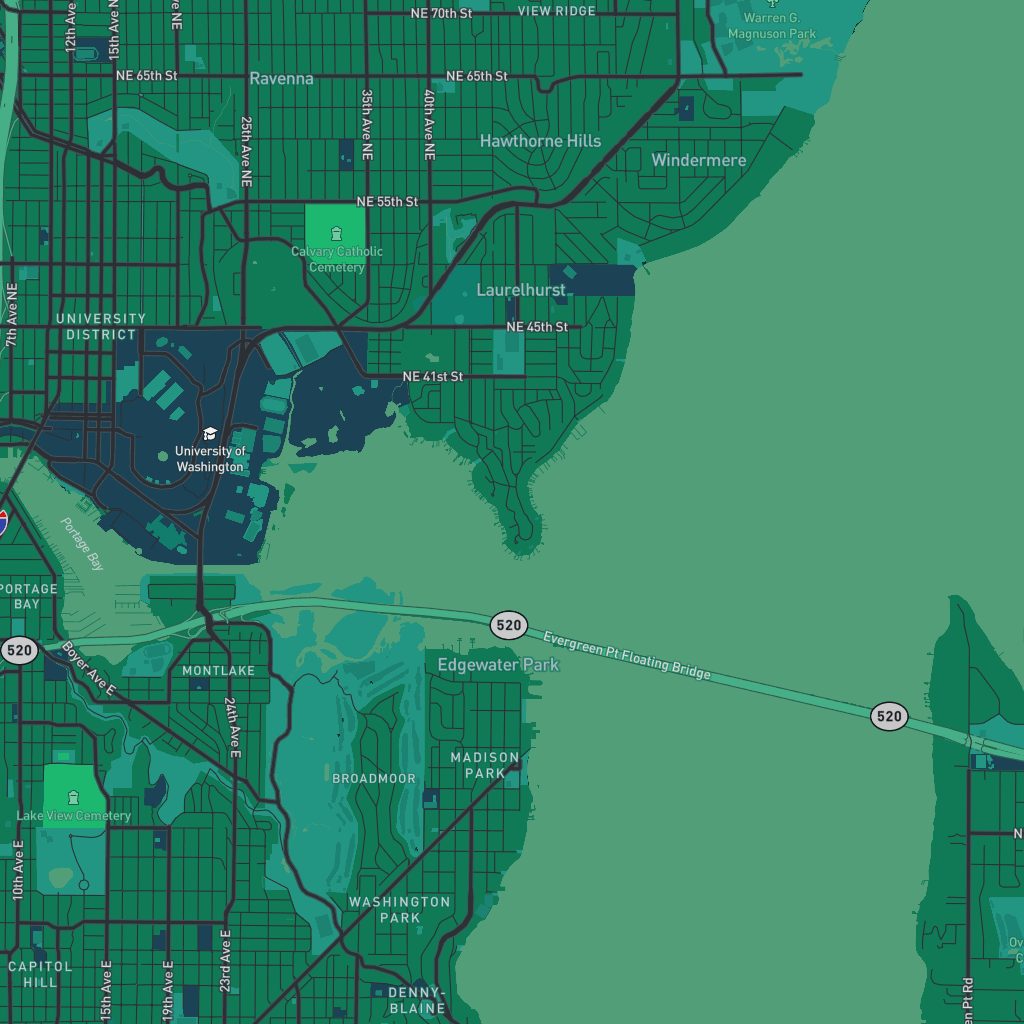 NE 70th St
VIEW RIDGE
Warren G.
Magnuson Park
12th Ave
15th Ave N
NE 65th St
Ravenna
NE 65th St
25th Ave NE
35th Ave NE
40th Ave NE
Hawthorne Hills
Windermere
NE 55th St
Calvary Catholic
Cemetery
Laurelhurst
7th Ave NE
UNIVERSITY
DISTRICT
NE 45th St
NE 41st St
University of
Washington
Portage Bay
PORTAGE
BAY
520
520
Evergreen Pt Floating Bridge
520
Boyer Ave E
MONTLAKE
Edgewater Park
24th Ave E
MADISON
PARK
BROADMOOR
Lake View Cemetery
10th Ave E
WASHINGTON
PARK
23rd Ave E
15th Ave E
19th Ave E
CAPITOL
HILL
DENNY-
BLAINE
en Pt Rd
N
Ov
C